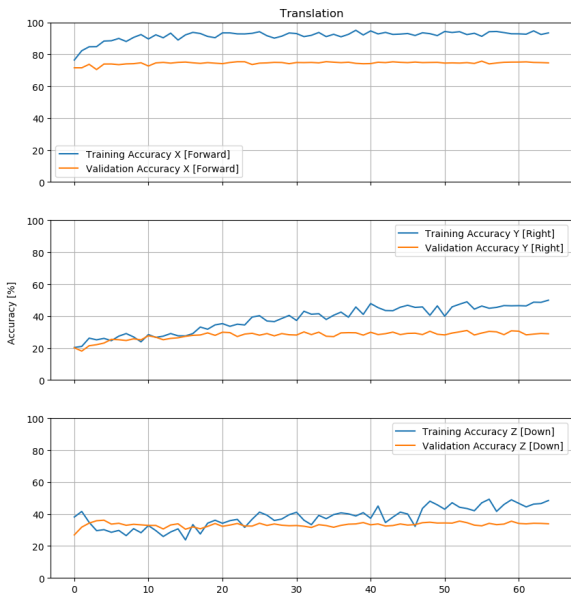 Translation
100
80
60
40
20
0
Training Accuracy X [Forward]
Validation Accuracy X [Forward]
Accuracy [%]
100
80
60
40
20
0
Training Accuracy Y [Right]
Validation Accuracy Y [Right]
100
80
60
40
20
0
Training Accuracy Z [Down]
Validation Accuracy Z [Down]
0 10 20 30 40 50 60